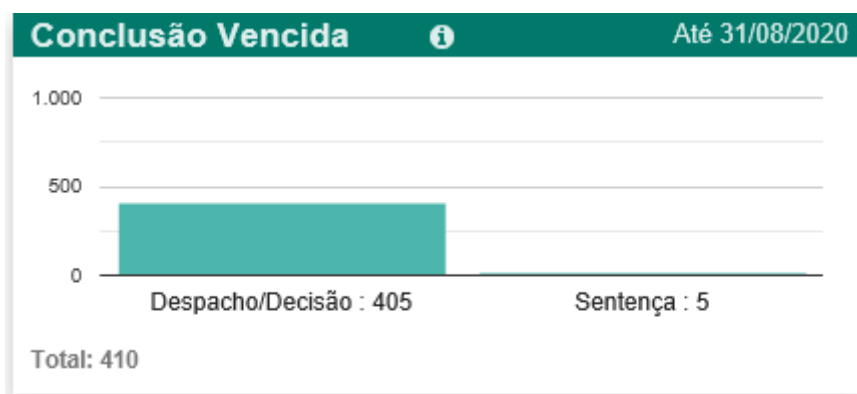 Conclusão Vencida Até 31/08/2020
1.000
500
0
Despacho/Decisão : 405 Sentença : 5
Total: 410